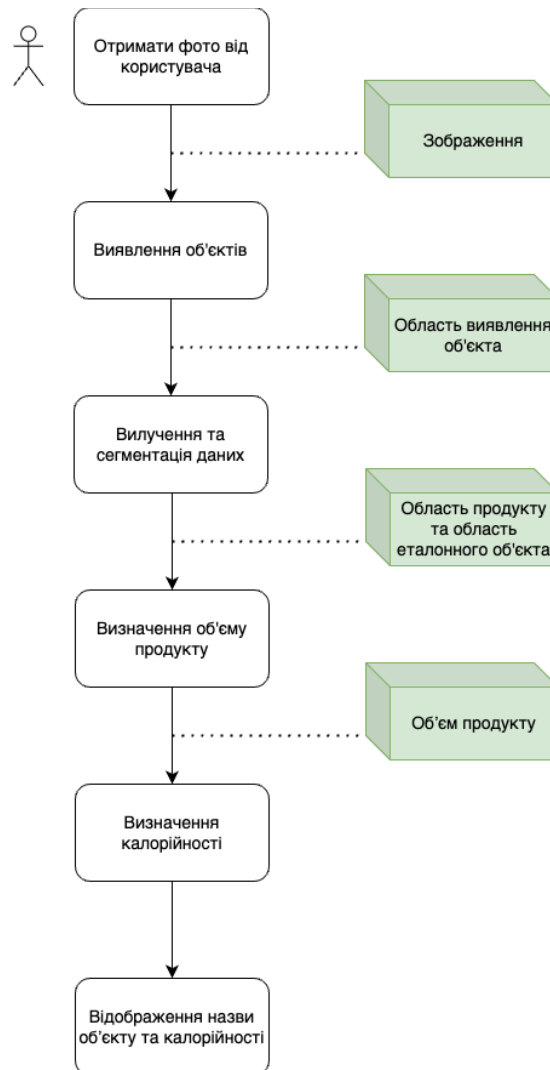 Отримати фото від
користувача
Зображення
Виявлення об'єктів
Область виявлення
об'єкта
Вилучення та
сегментація даних
Область продукту
та область
еталонного об'єкта
Визначення об'єму
продукту
Об’єм продукту
Визначення
калорійності
Відображення назви
об’єкту та калорійності